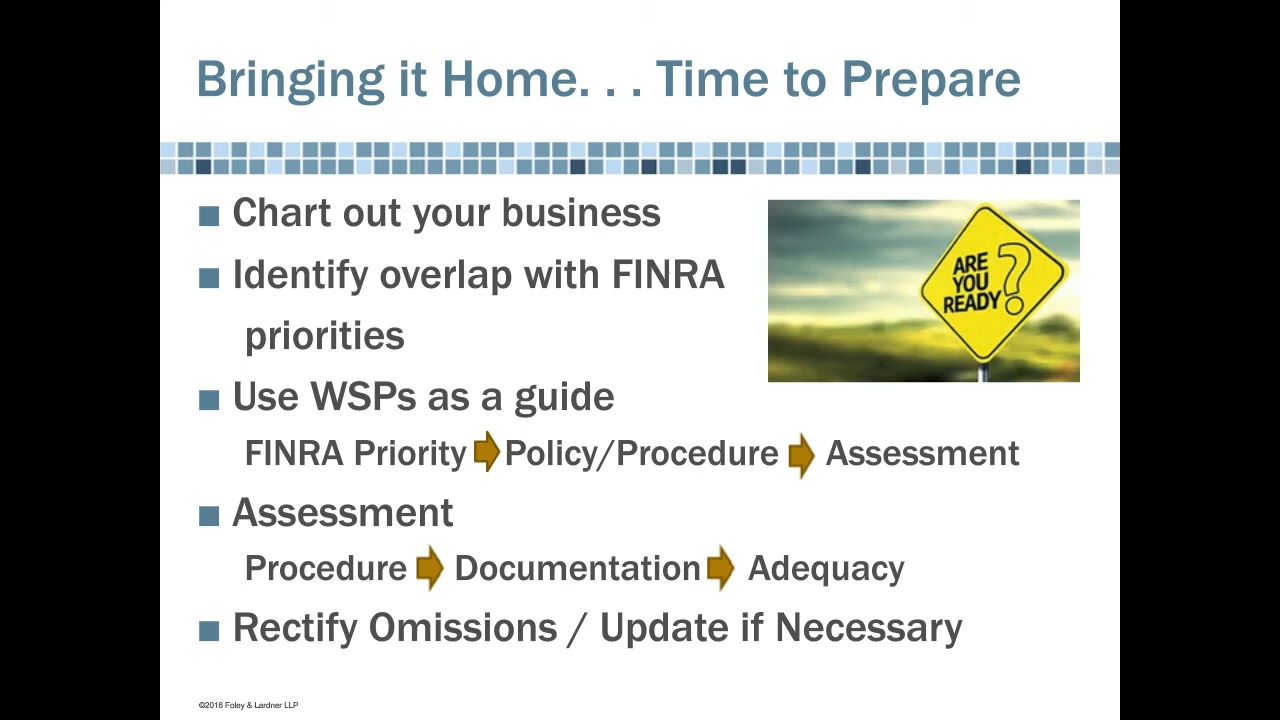 Bringing it Home. . . Time to Prepare
Chart out your business
Identify overlap with FINRA
priorities
ARE
YOU
READY?
Use WSPs as a guide
FINRA Priority Policy/Procedure Assessment
Assessment
Procedure Documentation Adequacy
Rectify Omissions / Update if Necessary
©2016 Foley & Lardner LLP